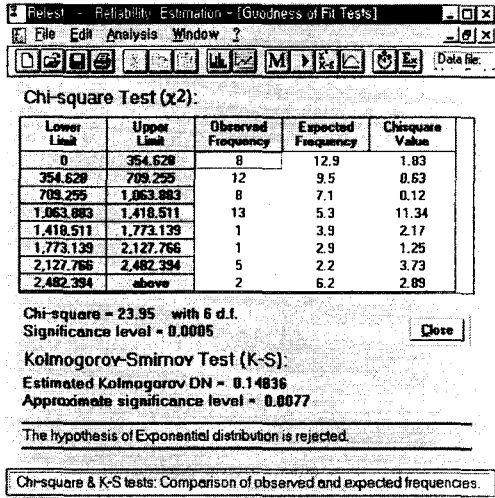 Relest - Reliability Estimation - [Goodness of Fit Tests]
File Edit Analysis Window ?
M Data file:
Chi-square Test (χ2):
Lower Limit Upper Limit Observed Frequency Expected Frequency Chisquare Value
0 354.628 8 12.9 1.83
354.628 709.255 12 9.5 0.63
709.255 1,063.883 8 7.1 0.12
1,063.883 1,418.511 13 5.3 11.34
1,418.511 1,773.139 1 3.9 2.17
1,773.139 2,127.766 1 2.9 1.25
2,127.766 2,482.394 5 2.2 3.73
2,482.394 above 2 6.2 2.89
Chi-square = 23.95 with 6 d.f.
Significance level = 0.0005
Close
Kolmogorov-Smirnov Test (K-S):
Estimated Kolmogorov DN = 0.14836
Approximate significance level = 0.0077
The hypothesis of Exponential distribution is rejected.
Chi-square & K-S tests: Comparison of observed and expected frequencies.